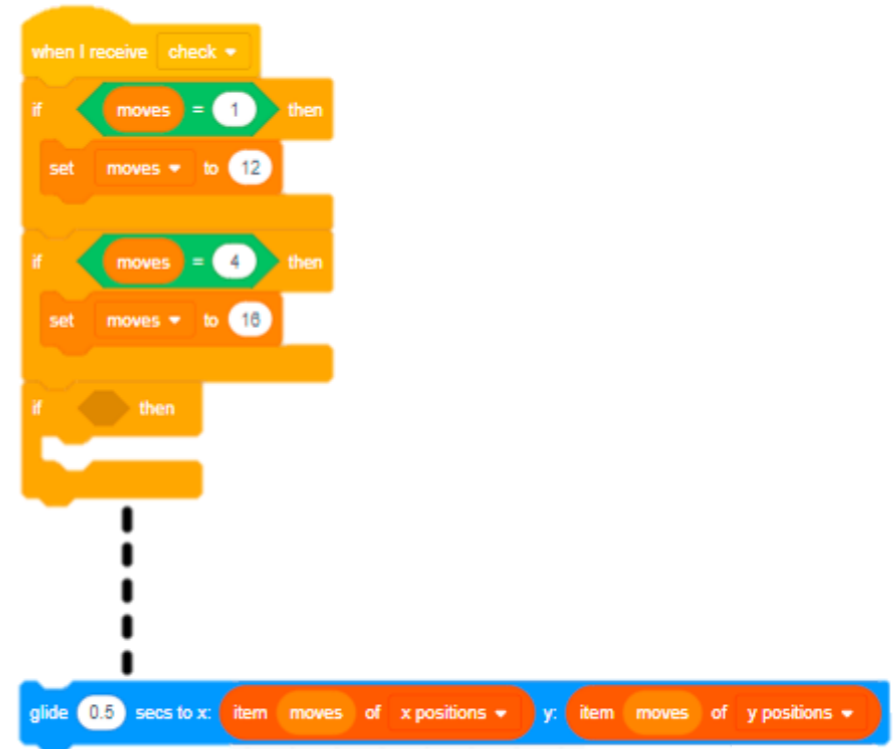 when I receive check
if moves = 1 then
set moves to 12
if moves = 4 then
set moves to 16
if then
glide 0.5 secs to x: item moves of x positions y: item moves of y positions